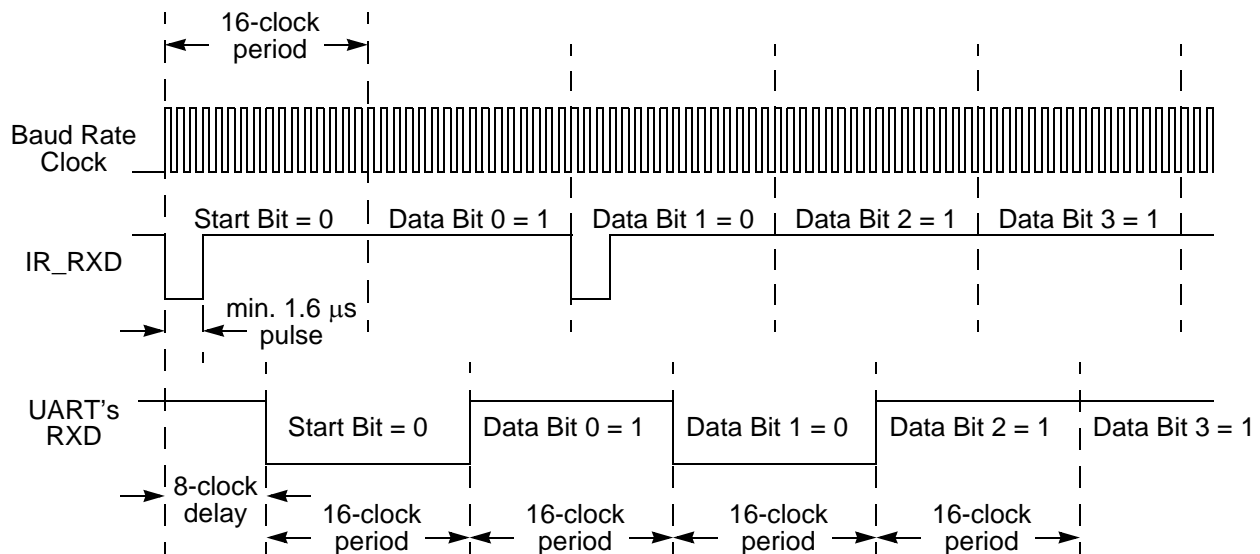 16-clock
period
Baud Rate
Clock
Start Bit = 0
Data Bit 0 = 1
Data Bit 1 = 0
Data Bit 2 = 1
Data Bit 3 = 1
IR_RXD
min. 1.6 μs
pulse
UART's
RXD
Start Bit = 0
Data Bit 0 = 1
Data Bit 1 = 0
Data Bit 2 = 1
Data Bit 3 = 1
8-clock
delay
16-clock
period
16-clock
period
16-clock
period
16-clock
period